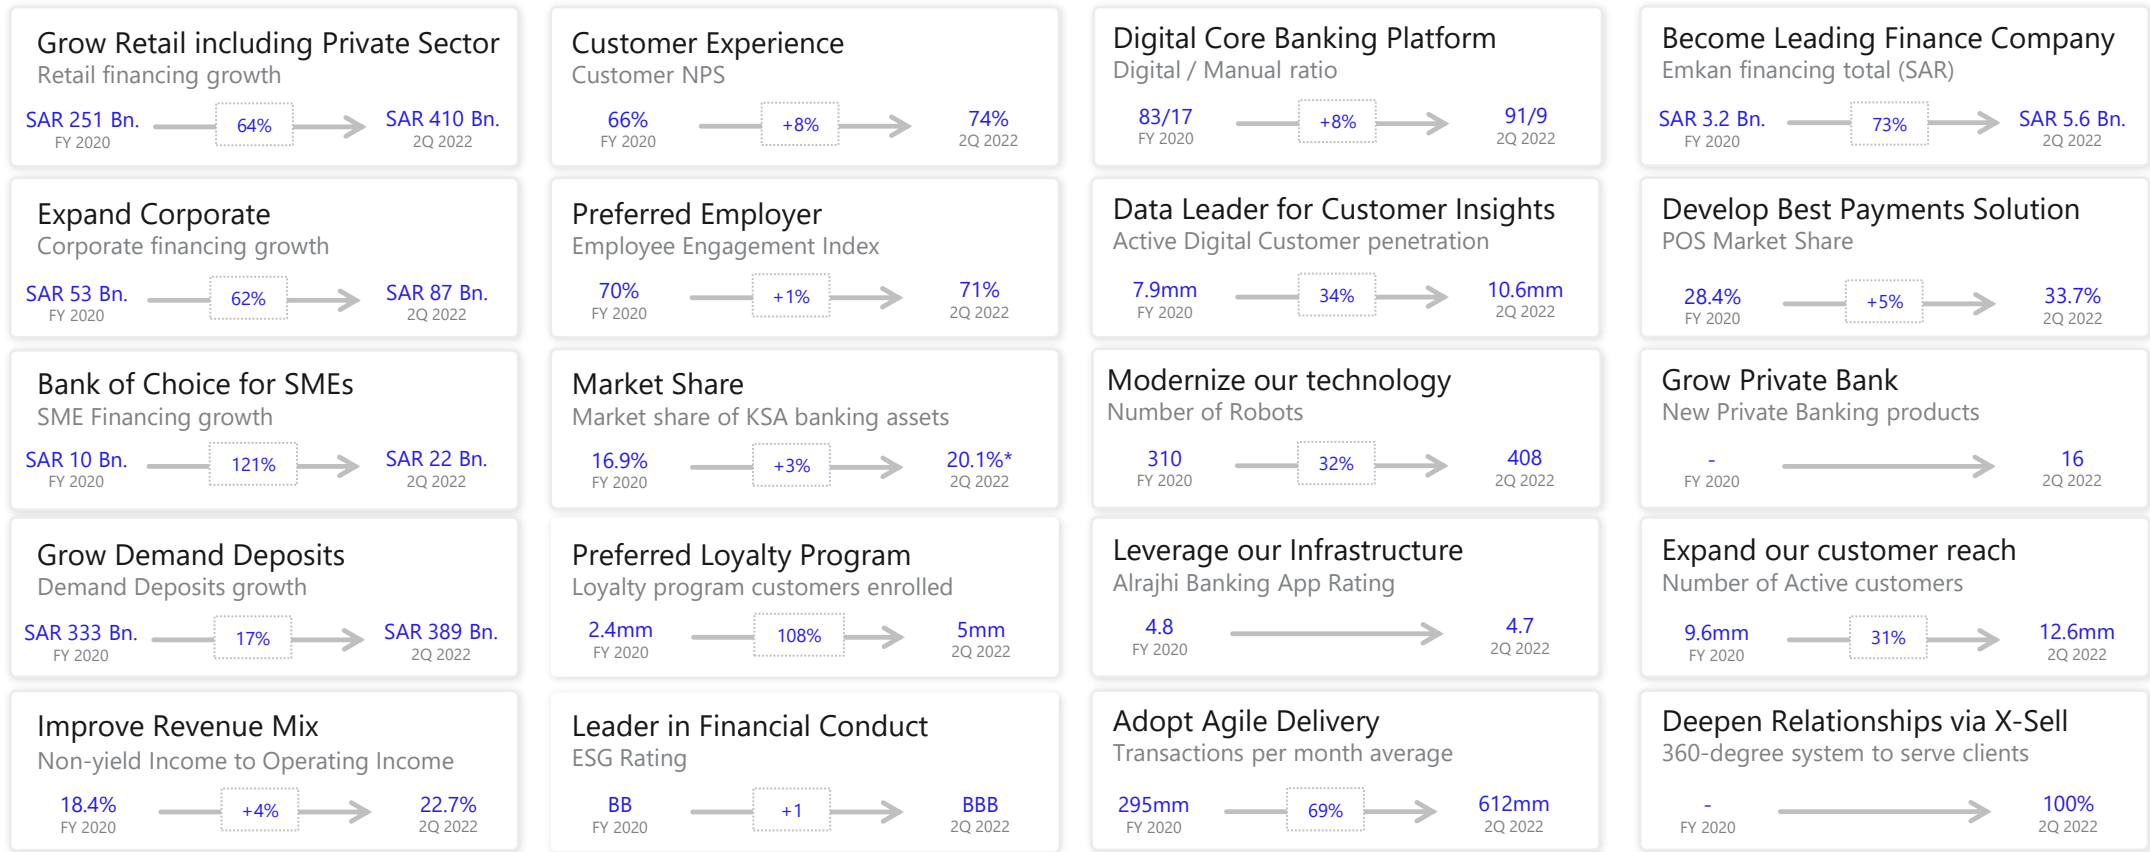 Grow Retail including Private Sector
Retail financing growth
SAR 251 Bn.
FY 2020
64%
SAR 410 Bn.
2Q 2022
Customer Experience
Customer NPS
66%
FY 2020
+8%
74%
2Q 2022
Digital Core Banking Platform
Digital / Manual ratio
83/17
FY 2020
+8%
91/9
2Q 2022
Become Leading Finance Company
Emkan financing total (SAR)
SAR 3.2 Bn.
FY 2020
73%
SAR 5.6 Bn.
2Q 2022
Expand Corporate
Corporate financing growth
SAR 53 Bn.
FY 2020
62%
SAR 87 Bn.
2Q 2022
Preferred Employer
Employee Engagement Index
70%
FY 2020
+1%
71%
2Q 2022
Data Leader for Customer Insights
Active Digital Customer penetration
7.9mm
FY 2020
34%
10.6mm
2Q 2022
Develop Best Payments Solution
POS Market Share
28.4%
FY 2020
+5%
33.7%
2Q 2022
Bank of Choice for SMEs
SME Financing growth
SAR 10 Bn.
FY 2020
121%
SAR 22 Bn.
2Q 2022
Market Share
Market share of KSA banking assets
16.9%
FY 2020
+3%
20.1%*
2Q 2022
Modernize our technology
Number of Robots
310
FY 2020
32%
408
2Q 2022
Grow Private Bank
New Private Banking products
-
FY 2020
16
2Q 2022
Grow Demand Deposits
Demand Deposits growth
SAR 333 Bn.
FY 2020
17%
SAR 389 Bn.
2Q 2022
Preferred Loyalty Program
Loyalty program customers enrolled
2.4mm
FY 2020
108%
5mm
2Q 2022
Leverage our Infrastructure
Alrajhi Banking App Rating
4.8
FY 2020
4.7
2Q 2022
Expand our customer reach
Number of Active customers
9.6mm
FY 2020
31%
12.6mm
2Q 2022
Improve Revenue Mix
Non-yield Income to Operating Income
18.4%
FY 2020
+4%
22.7%
2Q 2022
Leader in Financial Conduct
ESG Rating
BB
FY 2020
+1
BBB
2Q 2022
Adopt Agile Delivery
Transactions per month average
295mm
FY 2020
69%
612mm
2Q 2022
Deepen Relationships via X-Sell
360-degree system to serve clients
-
FY 2020
100%
2Q 2022